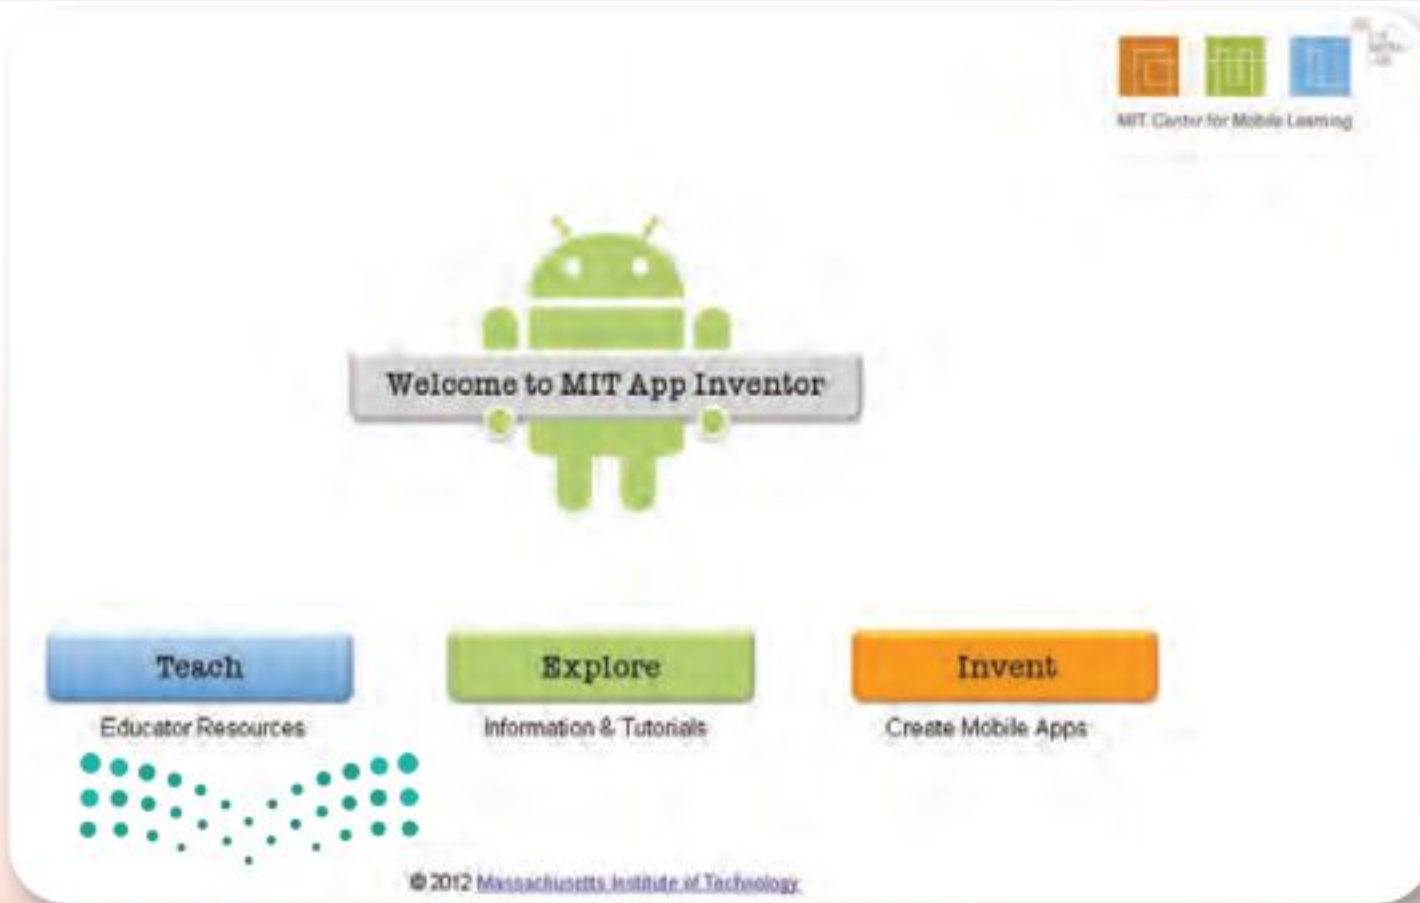 MIT Center for Mobile Learning
Welcome to MIT App Inventor
Teach
Explore
Invent
Educator Resources
Information & Tutorials
Create Mobile Apps
© 2012 Massachusetts Institute of Technology